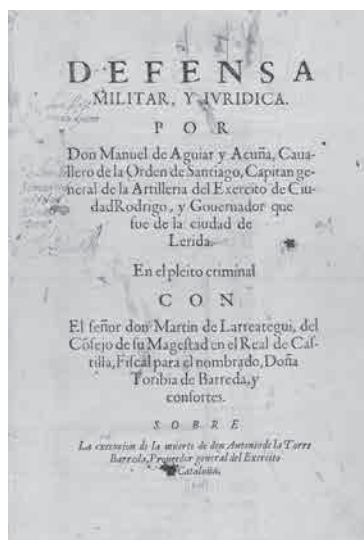 DEFENSA
MILITAR, Y IVRIDICA.
POR
Don Manuel de Aguiar y Acuña, Caua-
llero de la Orden de Santiago, Capitan ge-
neral de la Artilleria del Exercito de Ciu-
dadRodrigo, y Gouernador que
fue de la ciudad de
Lerida.
En el pleito criminal
CON
El señor don Martin de Larreategui, del
Cõsejo de su Magestad en el Real de Cas-
tilla, Fiscal para el nombrado, Doña
Toribia de Barreda, y
consortes.
SOBRE
La execucion de la muerte de don Antonio de la Torre
Barreda, Proueedor general del Exercito
Cataluña.